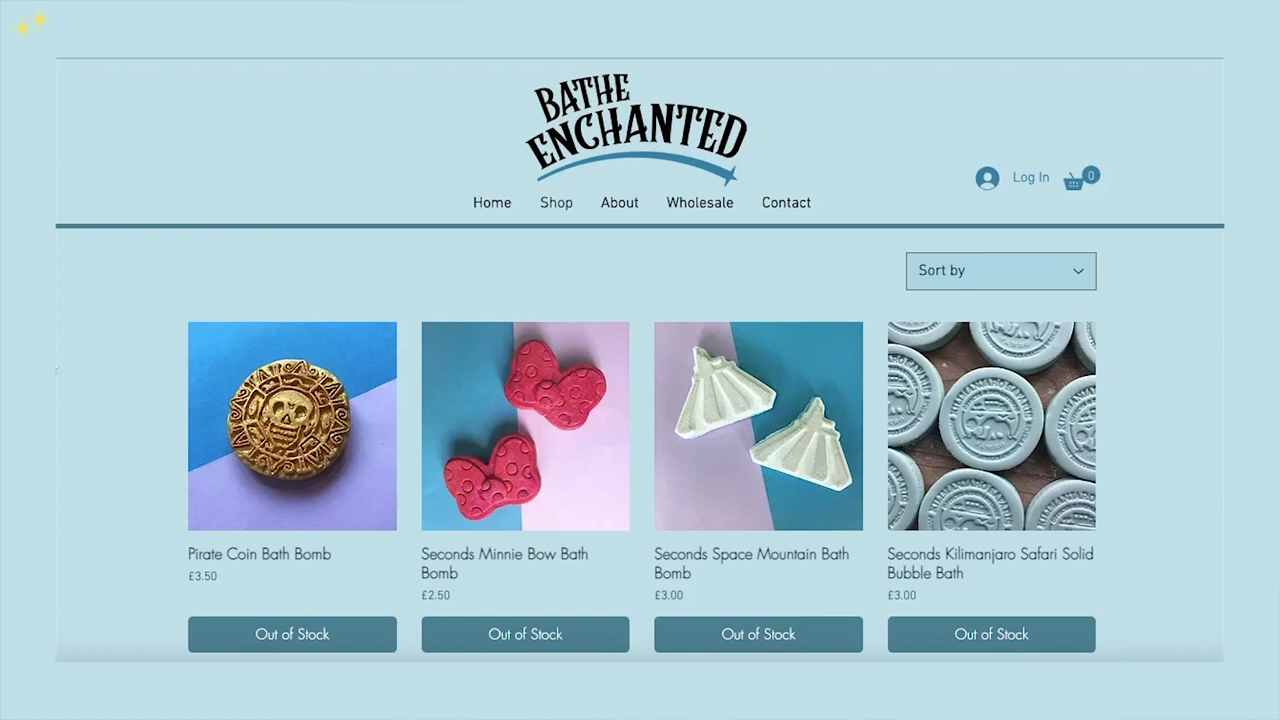 BATHE
ENCHANTED
Log In
0
Home Shop About Wholesale Contact
Sort by
Pirate Coin Bath Bomb
£3.50
Out of Stock
Seconds Minnie Bow Bath
Bomb
£2.50
Out of Stock
Seconds Space Mountain Bath
Bomb
£3.00
Out of Stock
KILIMANJARO SAFARIS
Seconds Kilimanjaro Safari Solid
Bubble Bath
£3.00
Out of Stock